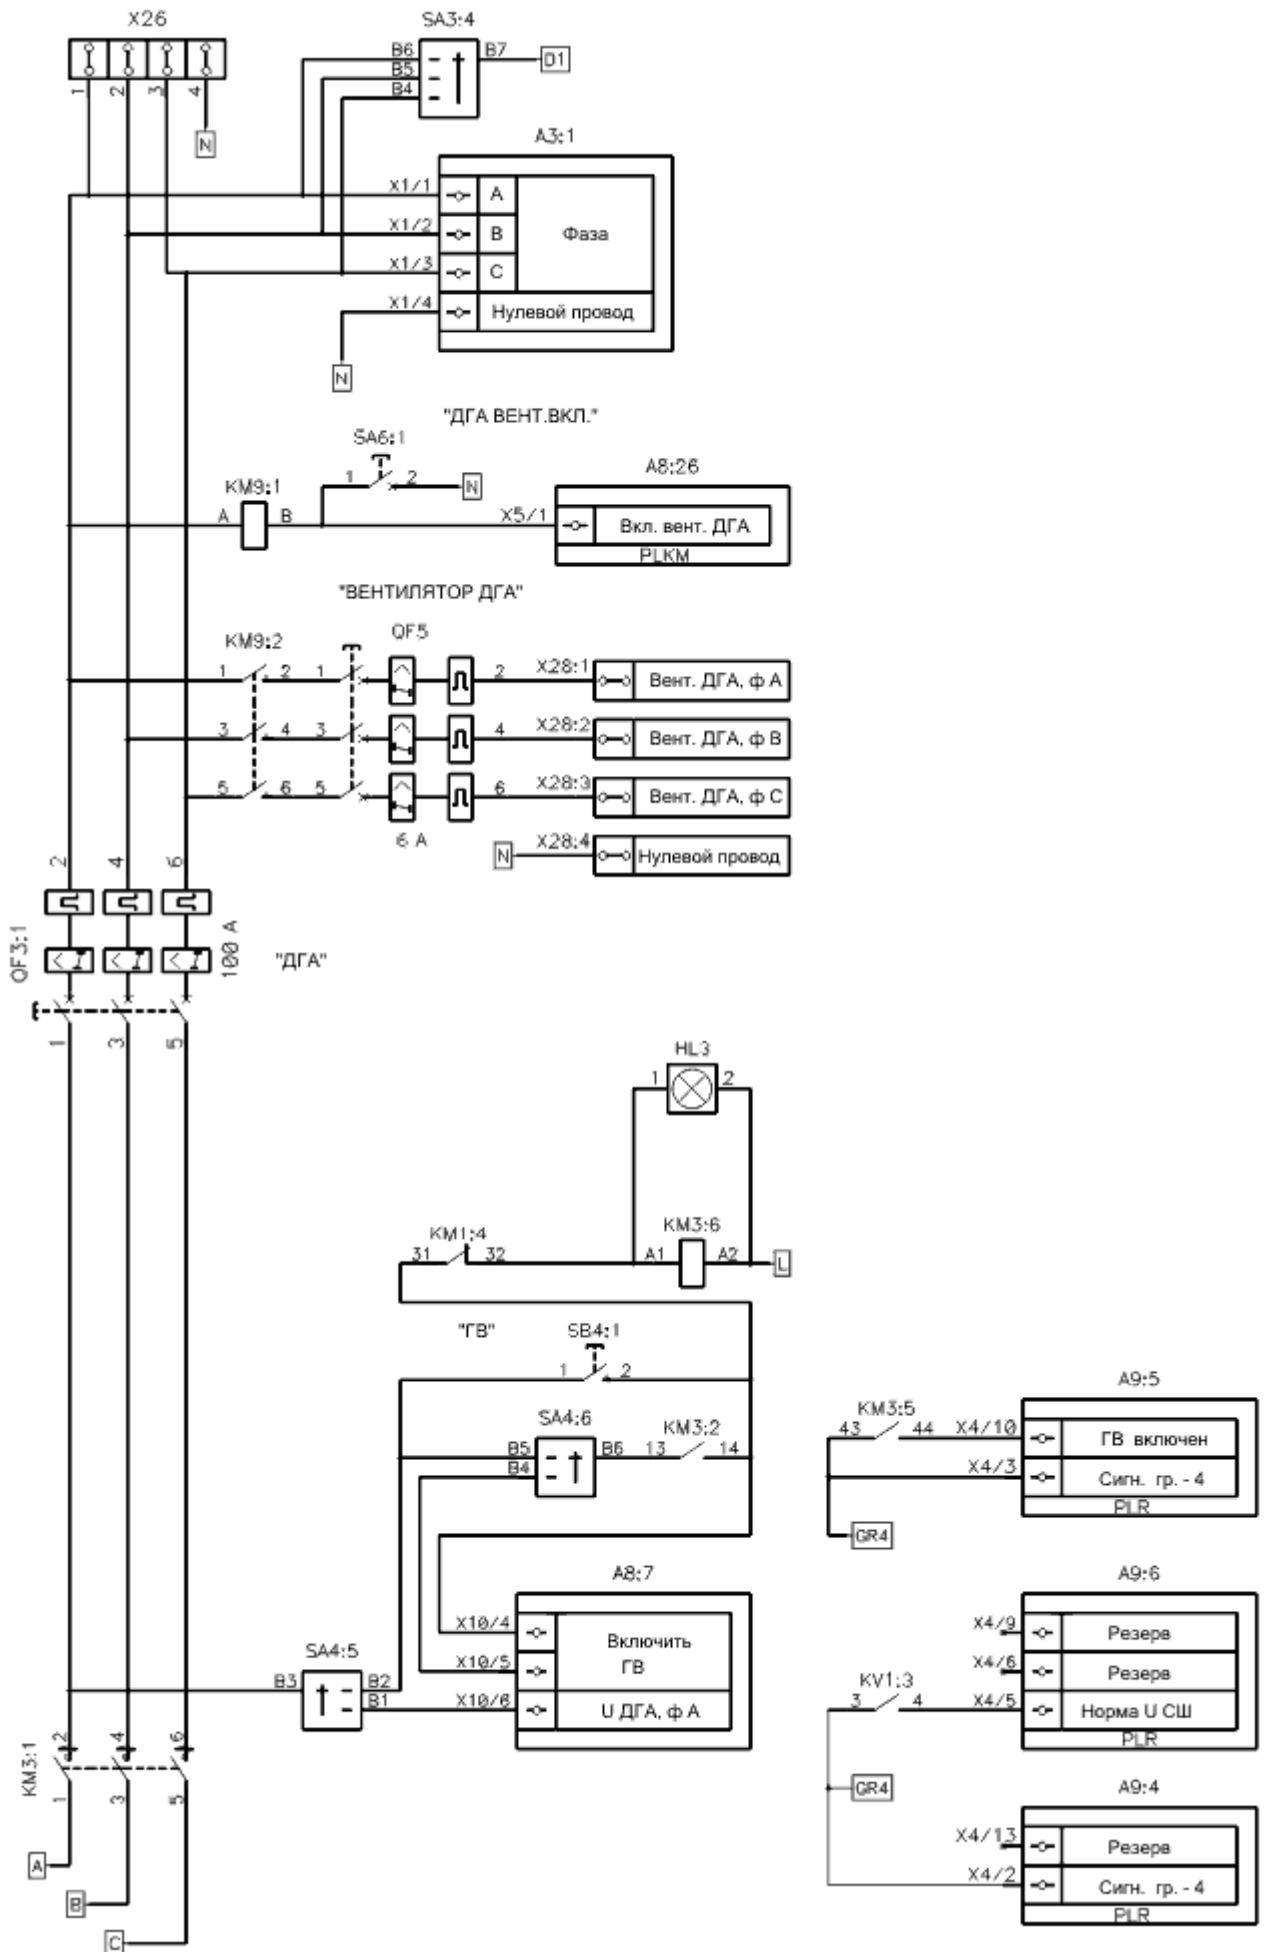 X26
SA3:4
1
2
3
4
N
B6
B5
B4
B7
D1
A3:1
X1/1
A
X1/2
B
X1/3
C
Фаза
X1/4
Нулевой провод
N
"ДГА ВЕНТ.ВКЛ."
SA6:1
1
2
N
A8:26
KM9:1
A
B
X5/1
Вкл. вент. ДГА
PLKM
"ВЕНТИЛЯТОР ДГА"
KM9:2
QF5
1
2
1
2
X28:1
Вент. ДГА, ф А
3
4
3
4
X28:2
Вент. ДГА, ф В
5
6
5
6
X28:3
Вент. ДГА, ф С
6 A
N
X28:4
Нулевой провод
2
4
6
QF3:1
100 A
"ДГА"
1
3
5
HL3
1
2
KM1:4
31
32
KM3:6
A1
A2
L
"ГВ"
SB4:1
1
2
SA4:6
B5
B4
B6
KM3:2
13
14
A9:5
KM3:5
43
44
X4/10
ГВ включен
X4/3
Сигн. гр. - 4
PLR
GR4
A8:7
X10/4
X10/5
Включить
ГВ
X10/6
U ДГА, ф А
SA4:5
B3
B2
B1
A9:6
X4/9
Резерв
X4/6
Резерв
KV1:3
3
4
X4/5
Норма U СШ
PLR
GR4
A9:4
X4/13
Резерв
X4/2
Сигн. гр. - 4
PLR
KM3:1
2
4
6
1
3
5
A
B
C